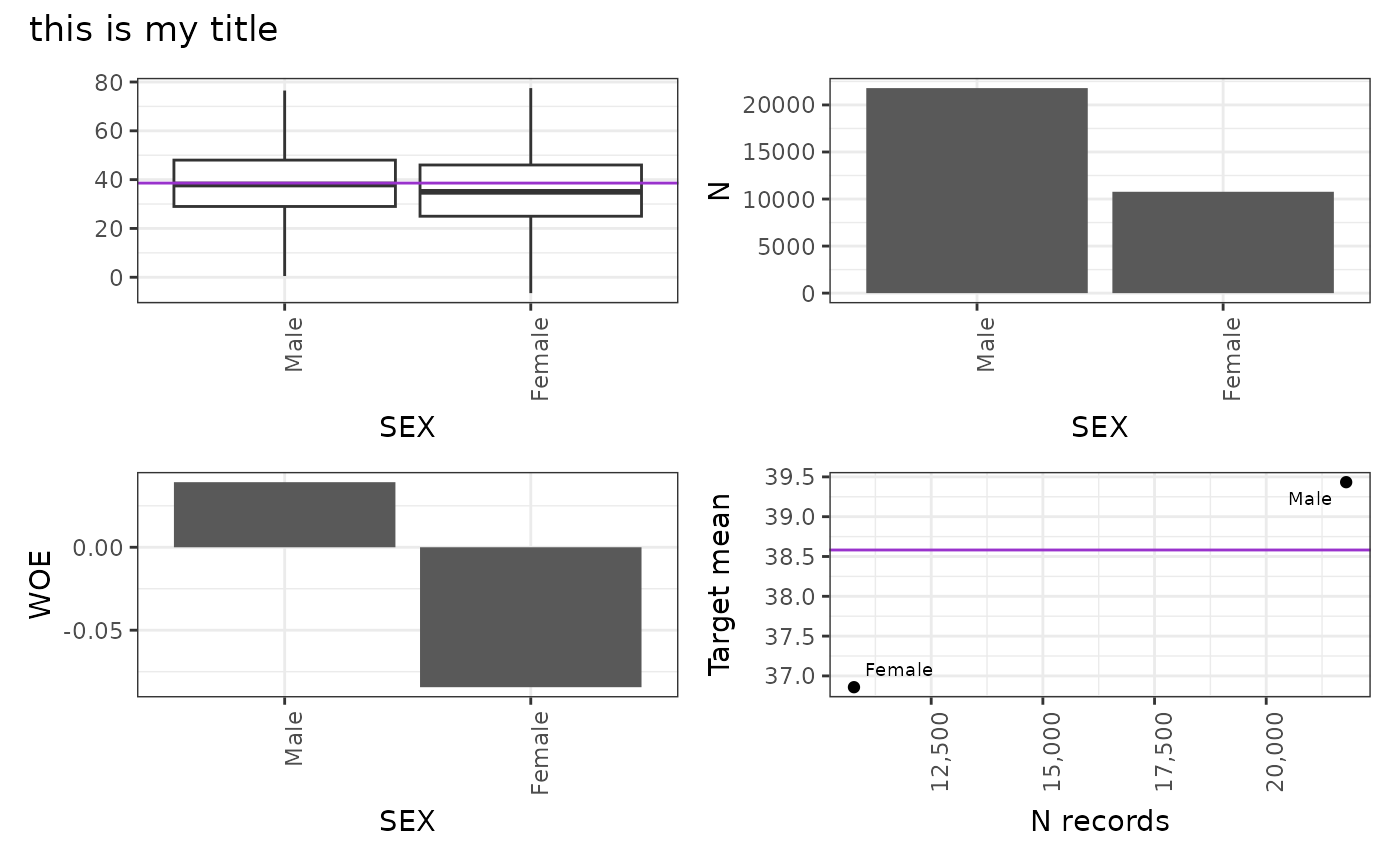 this is my title
80
60
40
20
0
Male
Female
SEX
N
20000
15000
10000
5000
0
Male
Female
SEX
WOE
0.00
-0.05
Male
Female
SEX
Target mean
39.5
39.0
38.5
38.0
37.5
37.0
Male
Female
12,500
15,000
17,500
20,000
N records